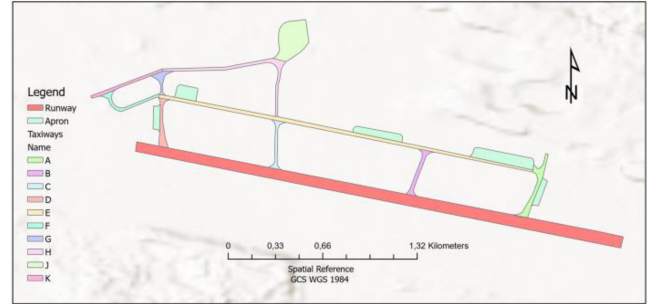 Legend
Runway
Apron
Taxiways
Name
A
B
C
D
E
F
G
H
J
K
N
0 0,33 0,66 1,32 Kilometers
Spatial Reference
GCS WGS 1984